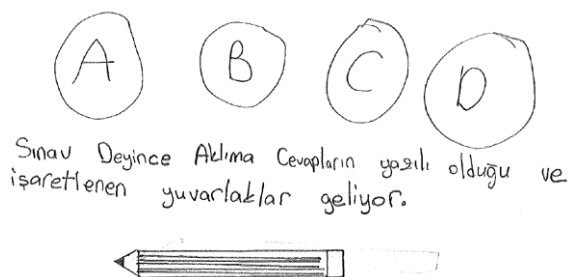 A B C D
Sınav Deyince Aklıma Cevapların yazılı olduğu ve
işaretlenen yuvarlaklar geliyor.